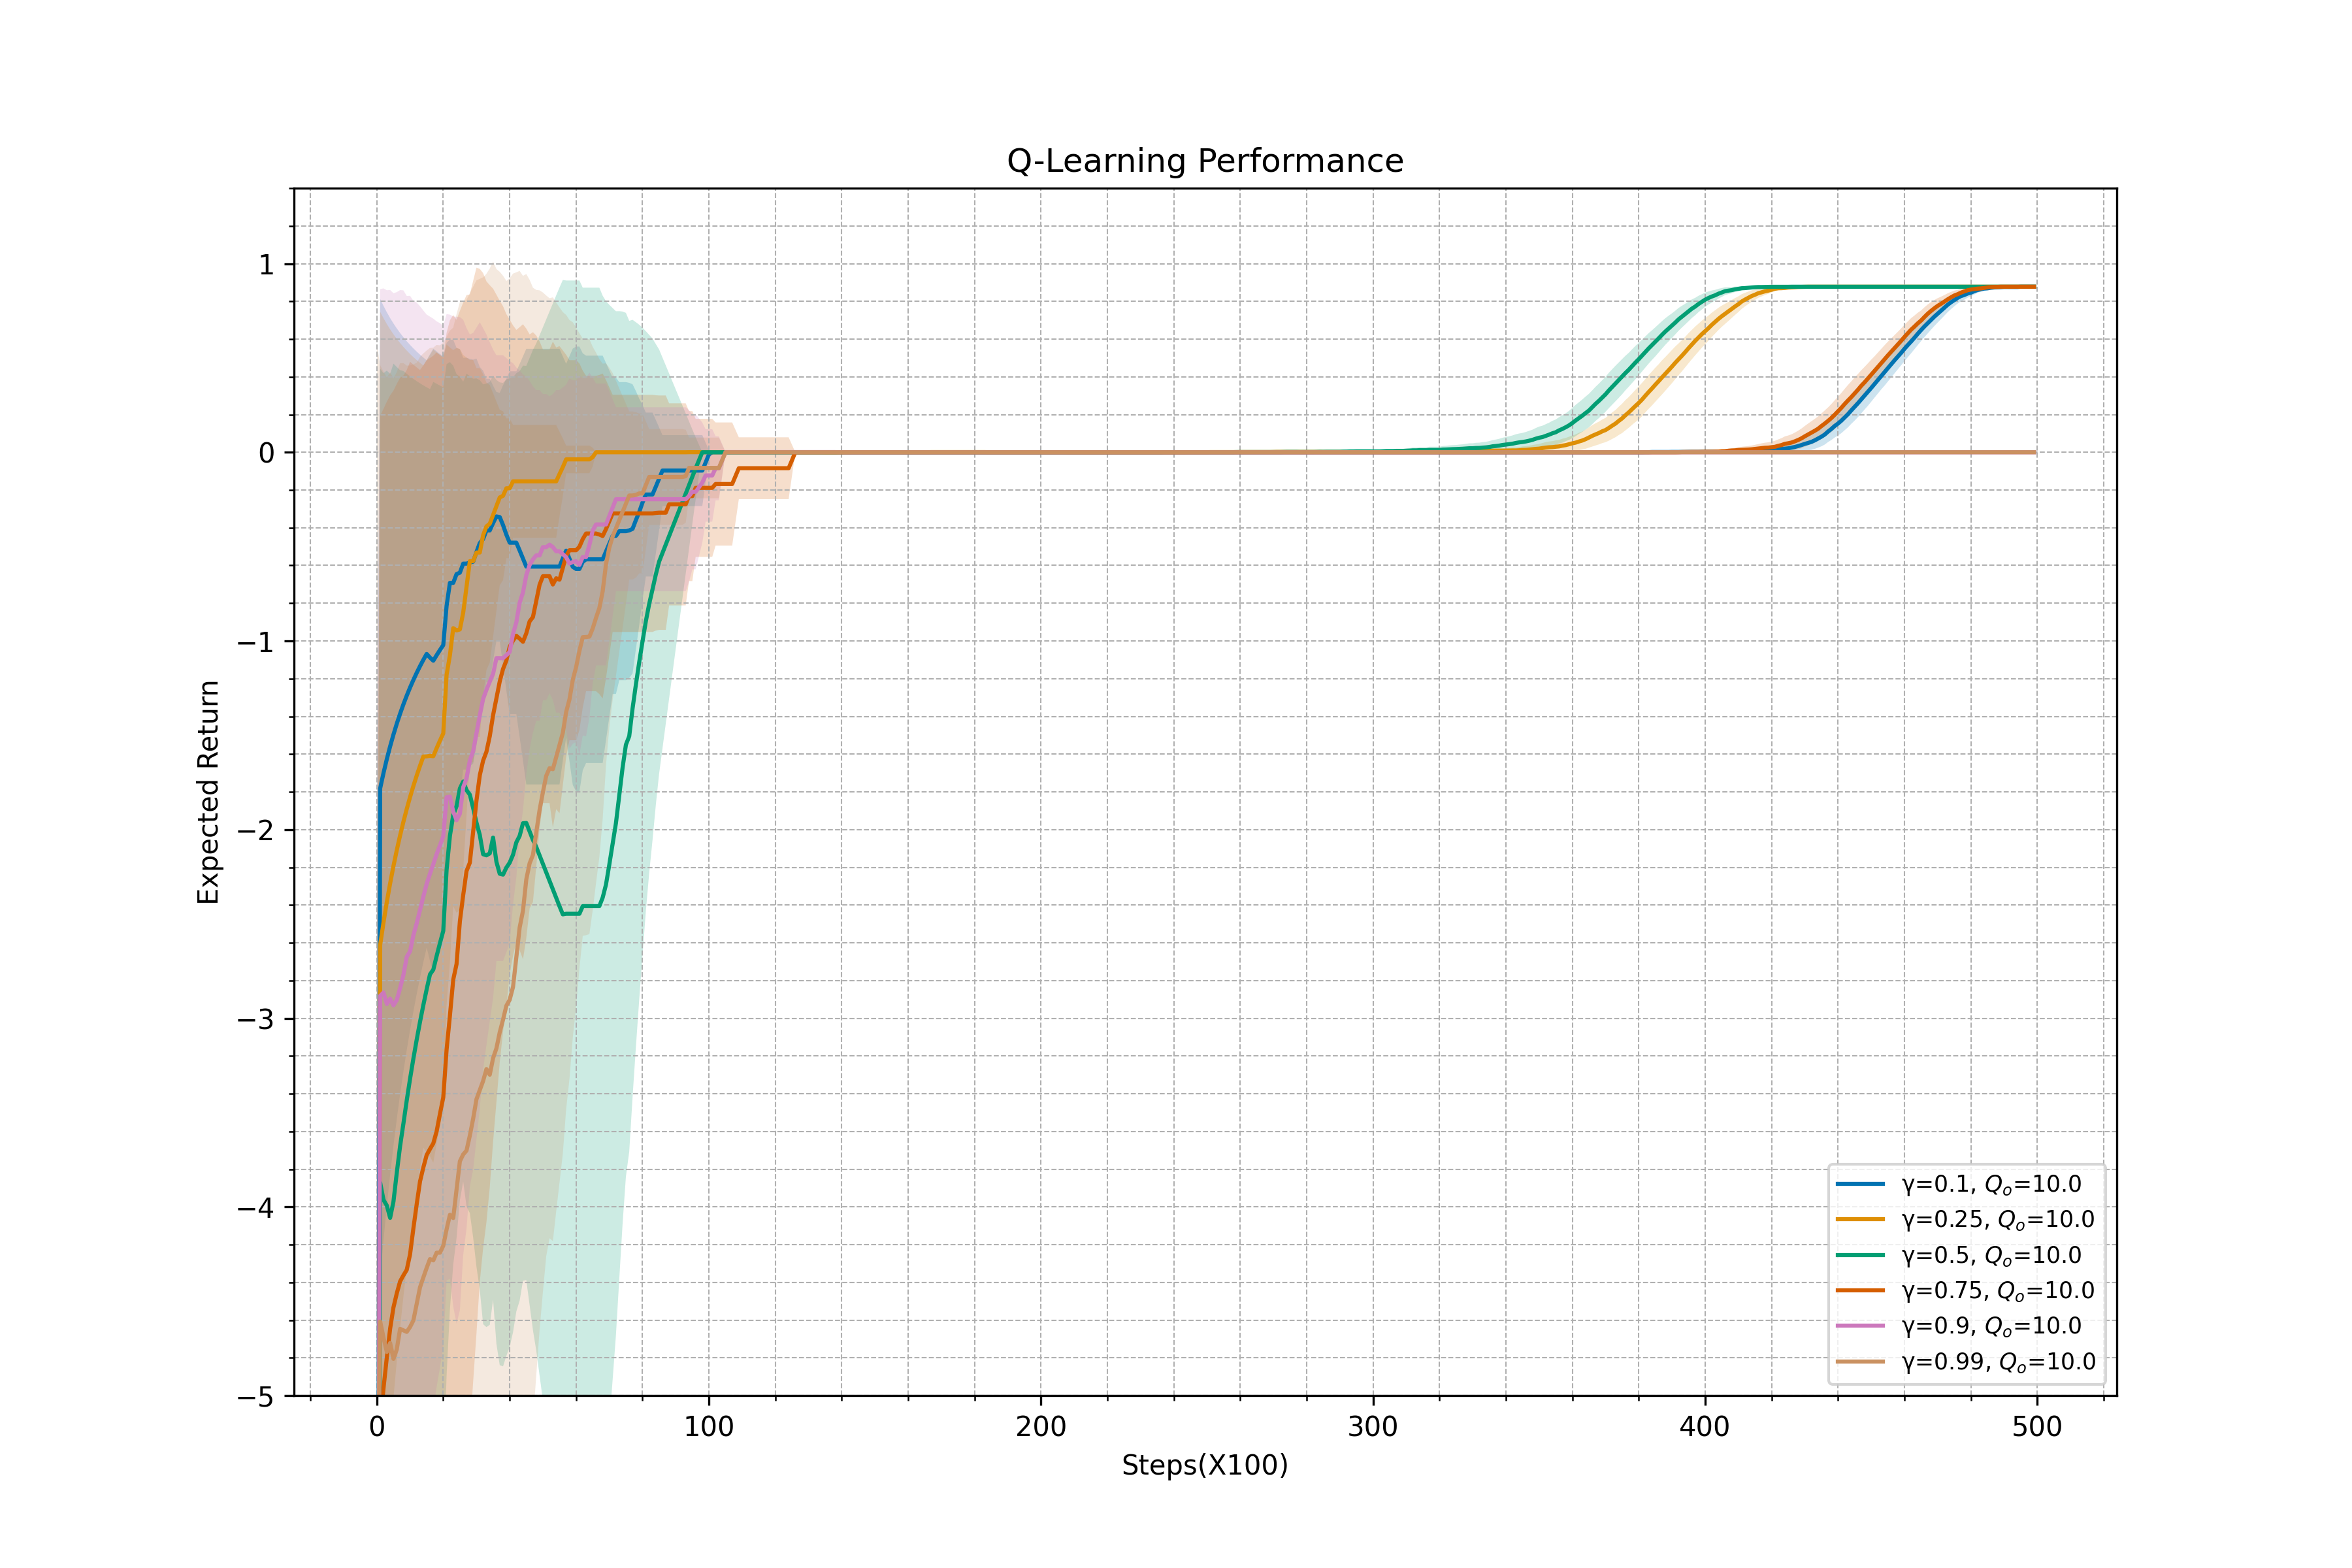 Q-Learning Performance
Expected Return
1
0
−1
−2
−3
−4
−5
0 100 200 300 400 500
Steps(X100)
γ=0.1, Qₒ=10.0
γ=0.25, Qₒ=10.0
γ=0.5, Qₒ=10.0
γ=0.75, Qₒ=10.0
γ=0.9, Qₒ=10.0
γ=0.99, Qₒ=10.0